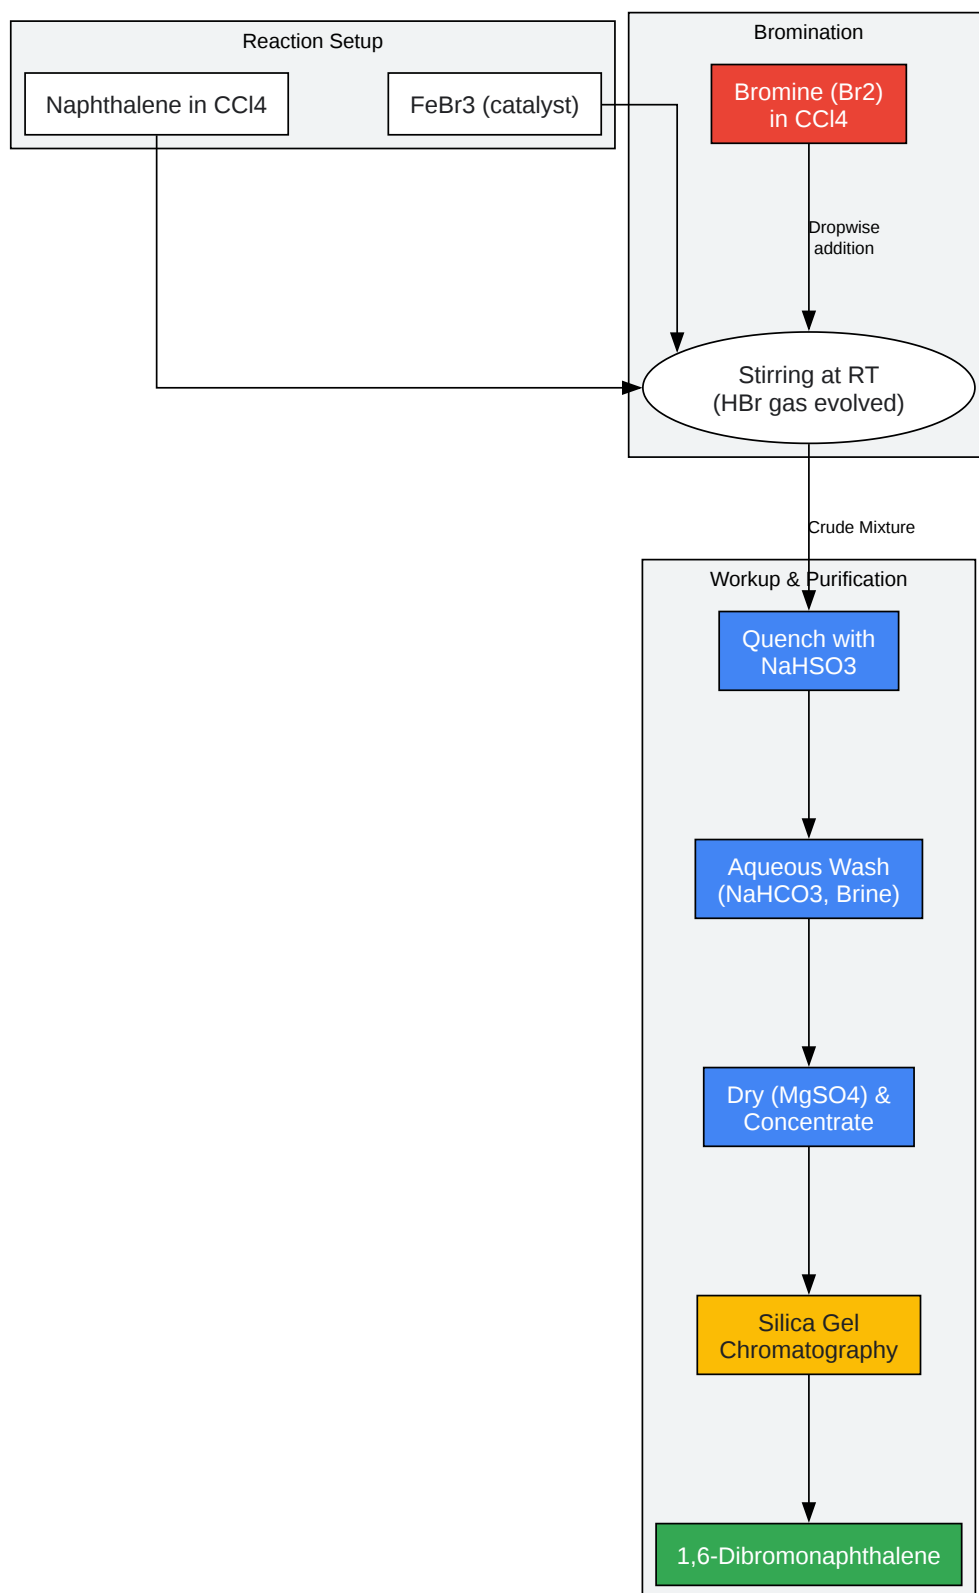 Reaction Setup
Naphthalene in CCl4
FeBr3 (catalyst)
Bromination
Bromine (Br2)
in CCl4
Dropwise
addition
Stirring at RT
(HBr gas evolved)
Crude Mixture
Workup & Purification
Quench with
NaHSO3
Aqueous Wash
(NaHCO3, Brine)
Dry (MgSO4) &
Concentrate
Silica Gel
Chromatography
1,6-Dibromonaphthalene